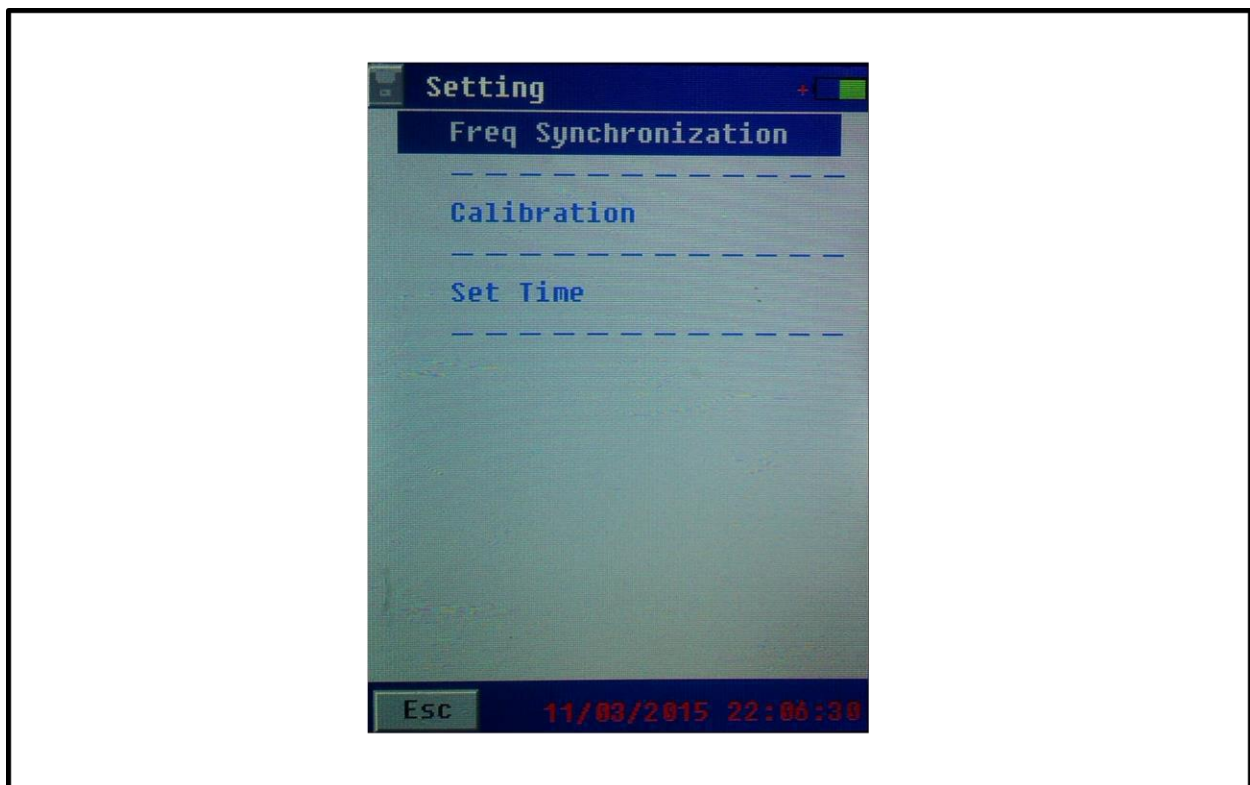 Setting
Freq Synchronization
Calibration
Set Time
Esc 11/03/2015 22:06:30